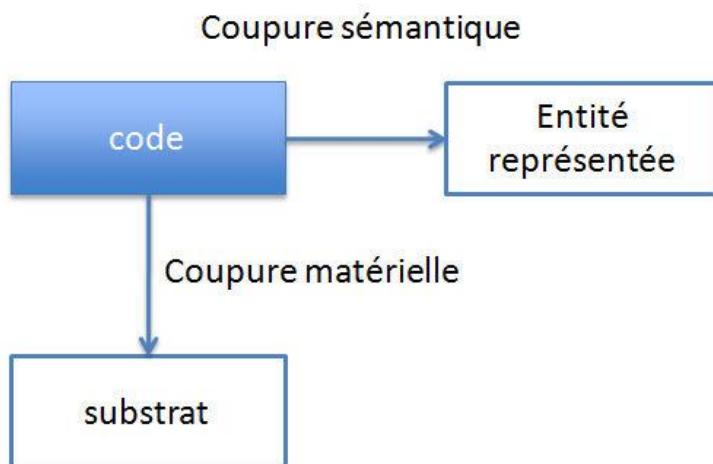 Coupure sémantique
code
Entité
représentée
Coupure matérielle
substrat